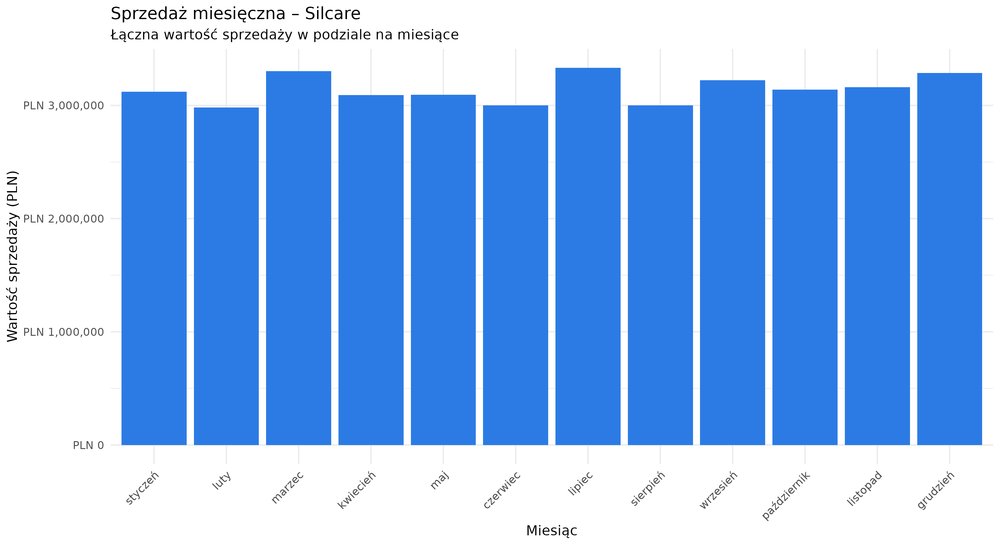 Sprzedaż miesięczna – Silcare
Łączna wartość sprzedaży w podziale na miesiące
Wartość sprzedaży (PLN)
PLN 3,000,000
PLN 2,000,000
PLN 1,000,000
PLN 0
styczeń
luty
marzec
kwiecień
maj
czerwiec
lipiec
sierpień
wrzesień
październik
listopad
grudzień
Miesiąc